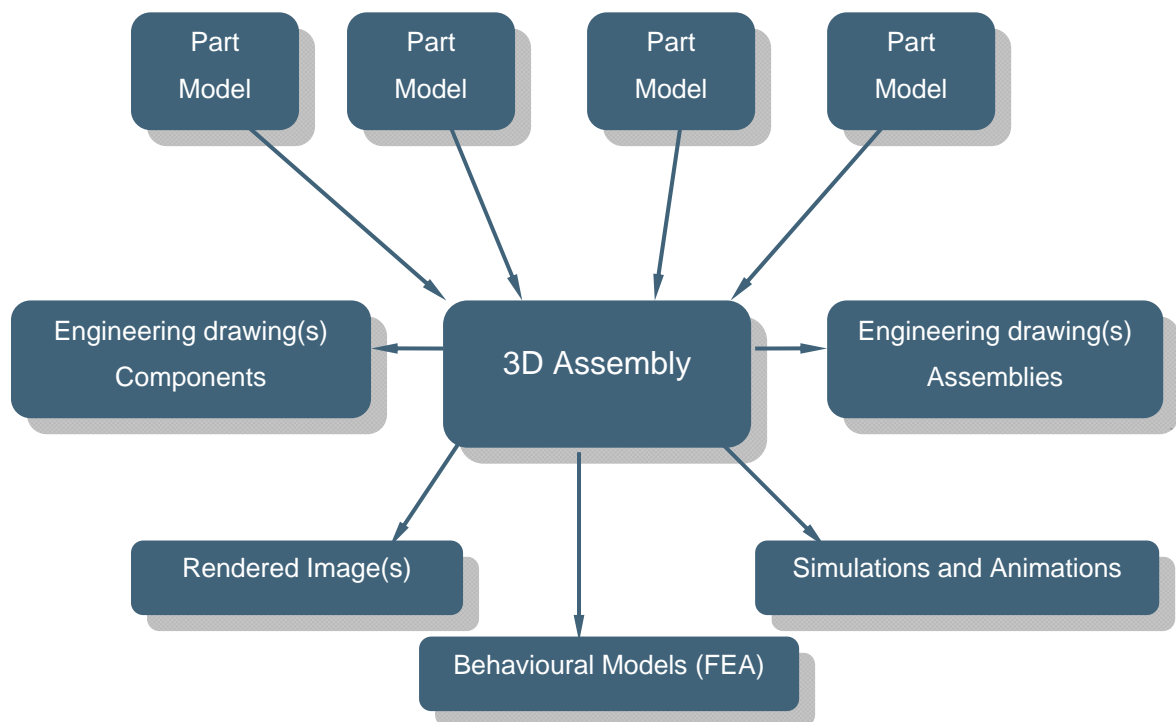 Part
Model
Part
Model
Part
Model
Part
Model
Engineering drawing(s)
Components
3D Assembly
Engineering drawing(s)
Assemblies
Rendered Image(s)
Simulations and Animations
Behavioural Models (FEA)